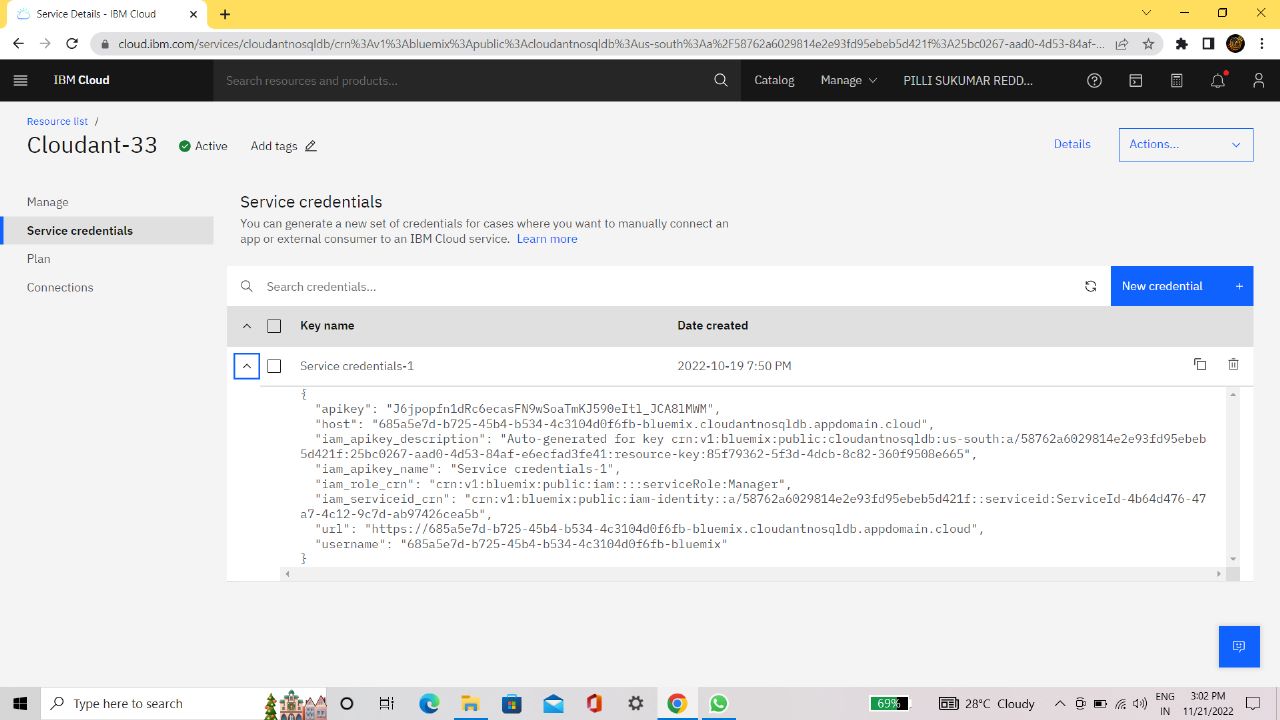 Service Details - IBM Cloud
cloud.ibm.com/services/cloudantnosqldb/crn%3Av1%3Abluemix%3Apublic%3Acloudantnosqldb%3Aus-south%3Aa%2F58762a6029814e2e93fd95ebeb5d421f%3A25bc0267-aad0-4d53-84af-...
IBM Cloud
Search resources and products...
Catalog
Manage
PILLI SUKUMAR REDD...
Resource list /
Cloudant-33
Active
Add tags
Details
Actions...
Manage
Service credentials
Plan
Connections
Service credentials
You can generate a new set of credentials for cases where you want to manually connect an
app or external consumer to an IBM Cloud service. Learn more
Search credentials...
New credential +
Key name
Date created
Service credentials-1
2022-10-19 7:50 PM
{
"apikey": "J6jpopfn1dRc6ecasFN9wSoaTmKJ590eItl_JCA8lMWM",
"host": "685a5e7d-b725-45b4-b534-4c3104d0f6fb-bluemix.cloudantnosqldb.appdomain.cloud",
"iam_apikey_description": "Auto-generated for key crn:v1:bluemix:public:cloudantnosqldb:us-south:a/58762a6029814e2e93fd95ebeb
5d421f:25bc0267-aad0-4d53-84af-e6ecfad3fe41:resource-key:85f79362-5f3d-4dcb-8c82-360f9508e665",
"iam_apikey_name": "Service credentials-1",
"iam_role_crn": "crn:v1:bluemix:public:iam::::serviceRole:Manager",
"iam_serviceid_crn": "crn:v1:bluemix:public:iam-identity::a/58762a6029814e2e93fd95ebeb5d421f::serviceid:ServiceId-4b64d476-47
a7-4c12-9c7d-ab97426cea5b",
"url": "https://685a5e7d-b725-45b4-b534-4c3104d0f6fb-bluemix.cloudantnosqldb.appdomain.cloud",
"username": "685a5e7d-b725-45b4-b534-4c3104d0f6fb-bluemix"
}
Type here to search
69%
28°C Cloudy
ENG
IN
3:02 PM
11/21/2022